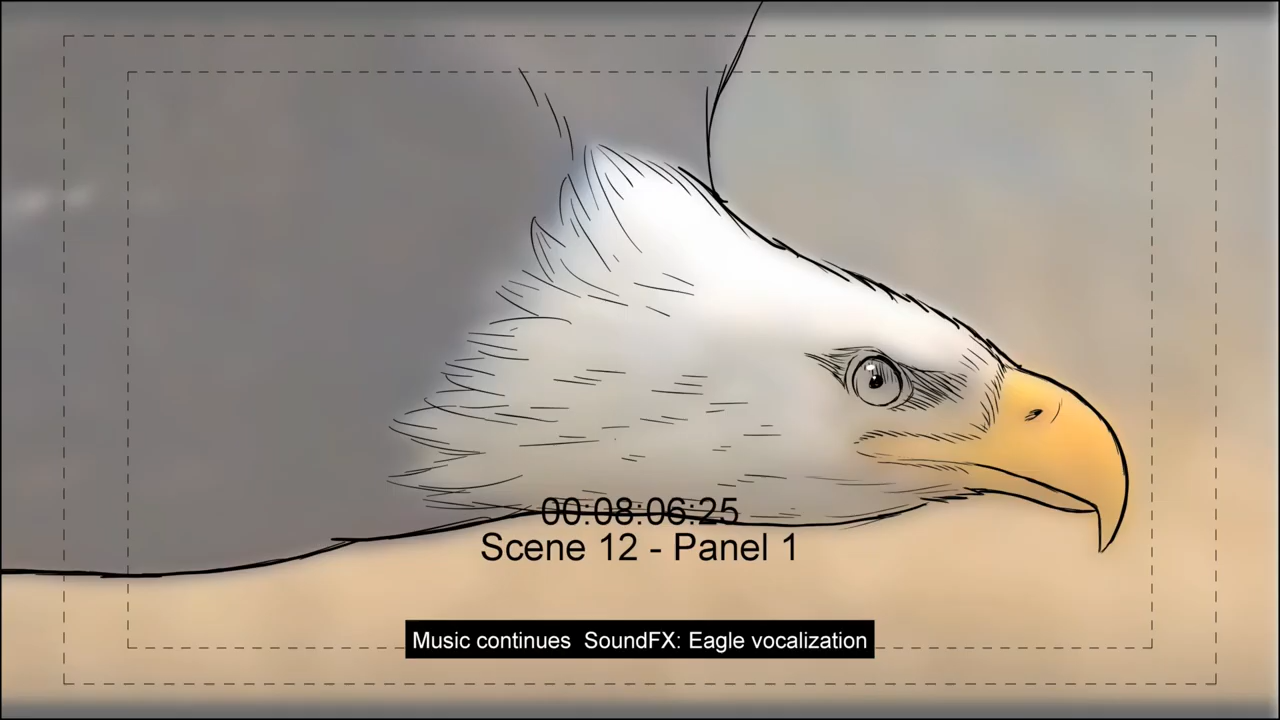 00:08:06:25
Scene 12 - Panel 1
Music continues  SoundFX: Eagle vocalization